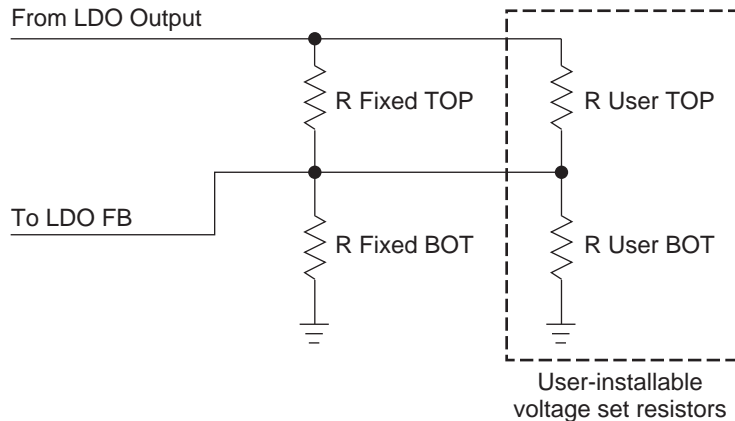 From LDO Output
R Fixed TOP
R User TOP
To LDO FB
R Fixed BOT
R User BOT
User-installable
voltage set resistors